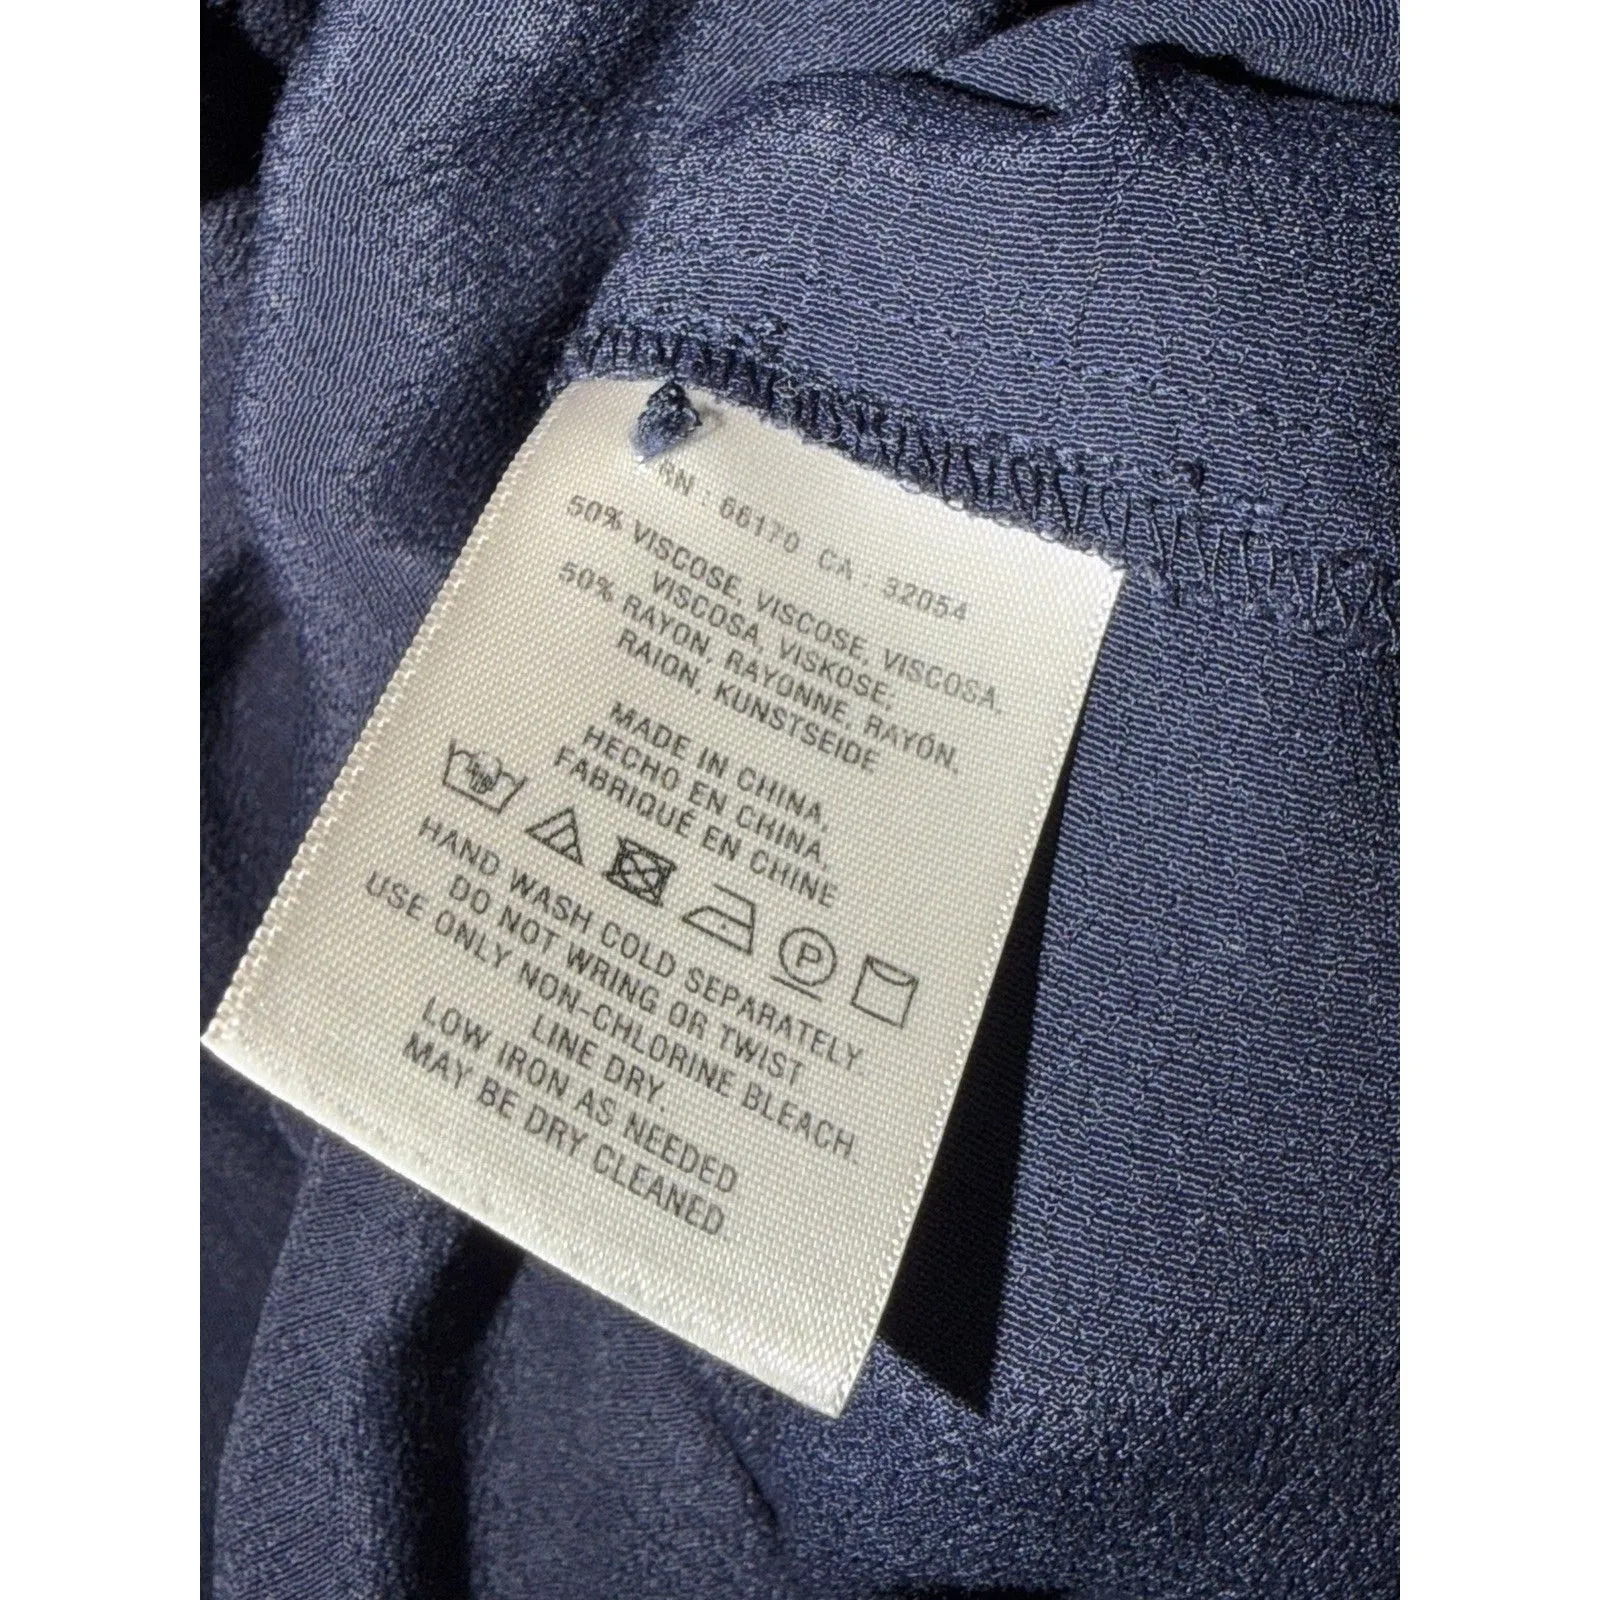 RN : 66170 CA : 32054
50% VISCOSE, VISCOSE, VISCOSA,
VISCOSA, VISKOSE,
50% RAYON, RAYONNE, RAYÓN,
RAION, KUNSTSEIDE
MADE IN CHINA,
HECHO EN CHINA,
FABRIQUÉ EN CHINE
P
HAND WASH COLD SEPARATELY.
DO NOT WRING OR TWIST
USE ONLY NON-CHLORINE BLEACH.
LINE DRY.
LOW IRON AS NEEDED
MAY BE DRY CLEANED